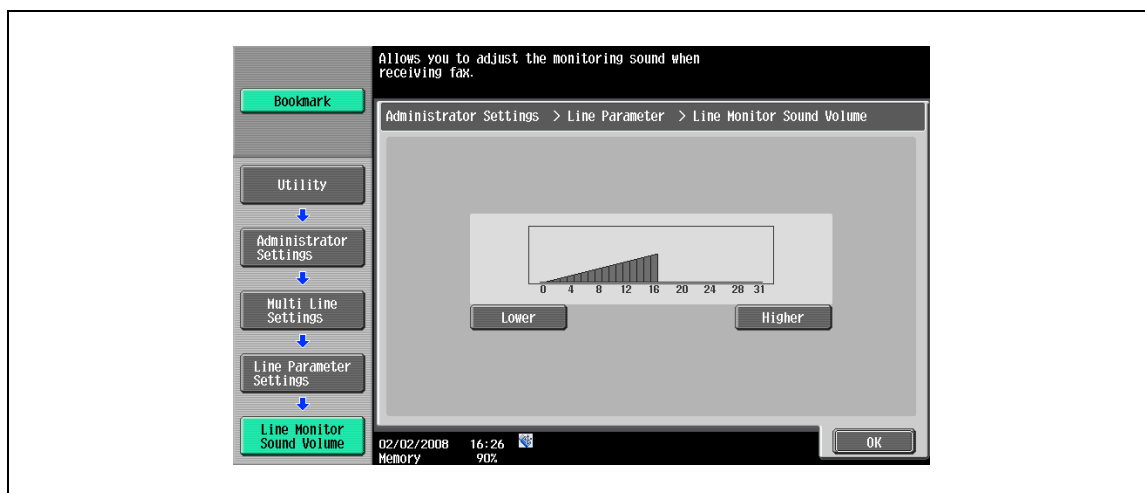 Allows you to adjust the monitoring sound when
receiving fax.
Bookmark
Administrator Settings > Line Parameter > Line Monitor Sound Volume
Utility
Administrator
Settings
Multi Line
Settings
Line Parameter
Settings
Line Monitor
Sound Volume
0 4 8 12 16 20 24 28 31
Lower Higher
02/02/2008 16:26
Memory 90%
OK